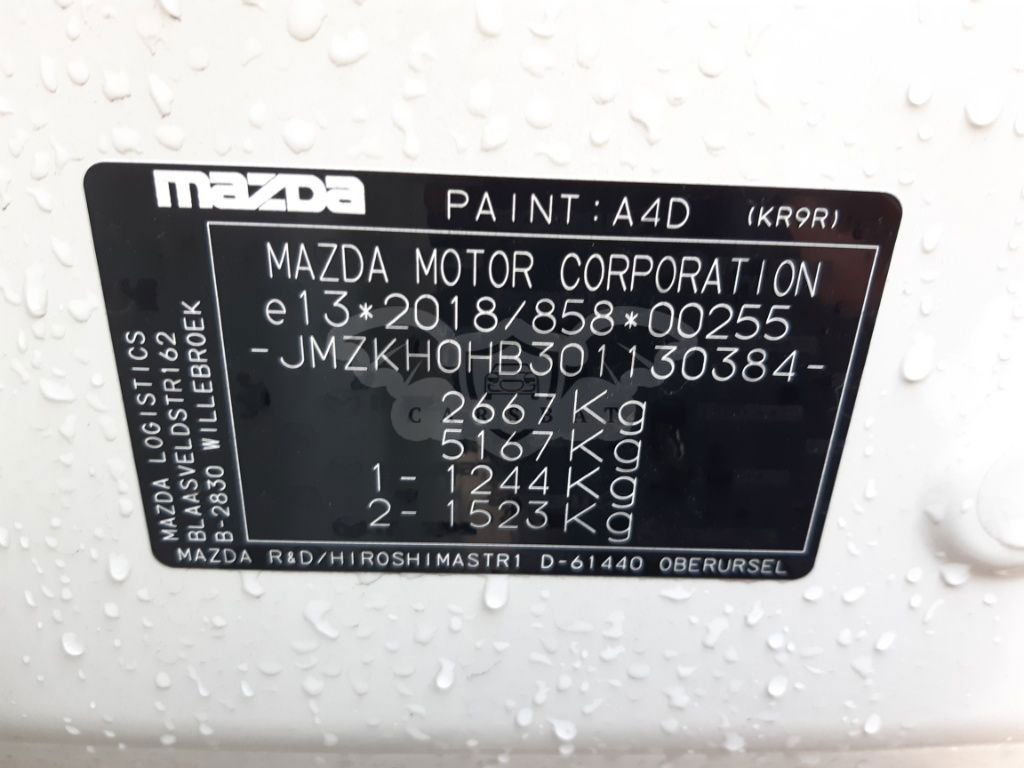 mazda PAINT:A4D (KR9R)
MAZDA MOTOR CORPORATION
e13*2018/858*00255
-JMZKH0HB301130384-
2667Kg
5167Kg
1-1244Kg
2-1523Kg
MAZDA LOGISTICS
BLAASVELDSTR162
B-2830 WILLEBROEK
MAZDA R&D/HIROSHIMASTR1 D-61440 OBERURSEL
CARSBAT